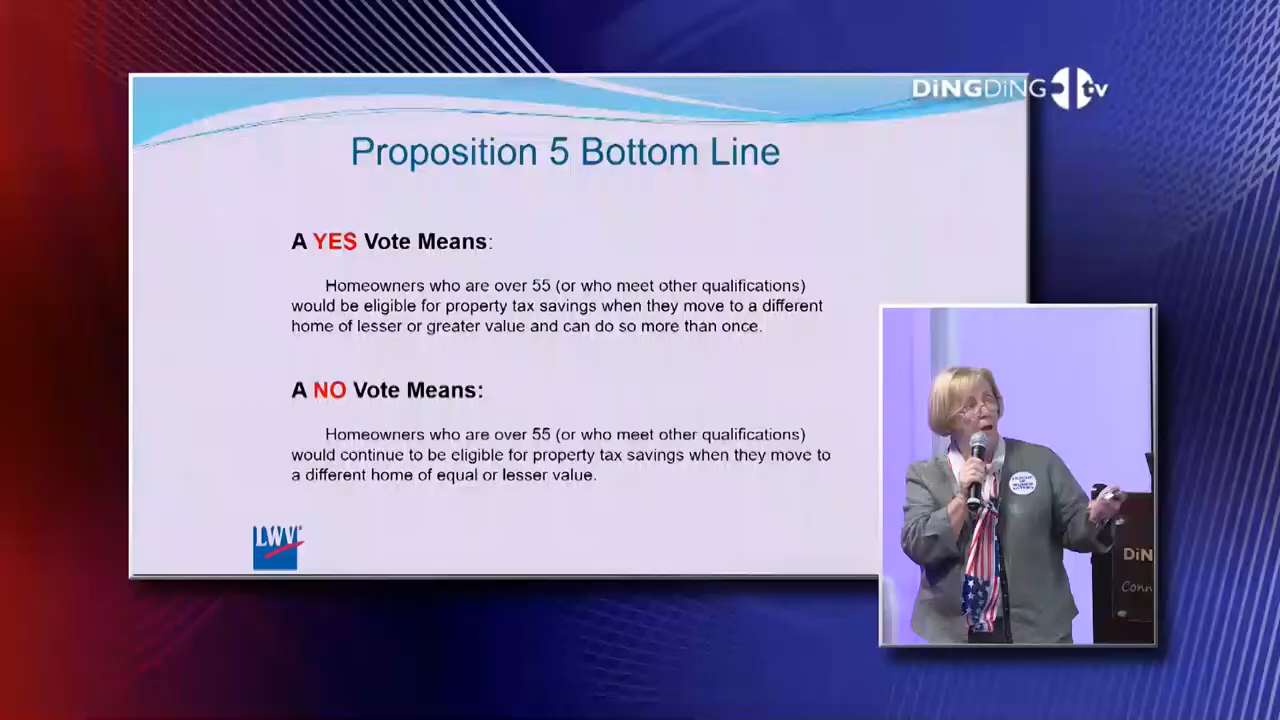 DiNGDiNG tv
Proposition 5 Bottom Line
A YES Vote Means:
Homeowners who are over 55 (or who meet other qualifications)
would be eligible for property tax savings when they move to a different
home of lesser or greater value and can do so more than once.
A NO Vote Means:
Homeowners who are over 55 (or who meet other qualifications)
would continue to be eligible for property tax savings when they move to
a different home of equal or lesser value.
LWV®
DiN
Conn